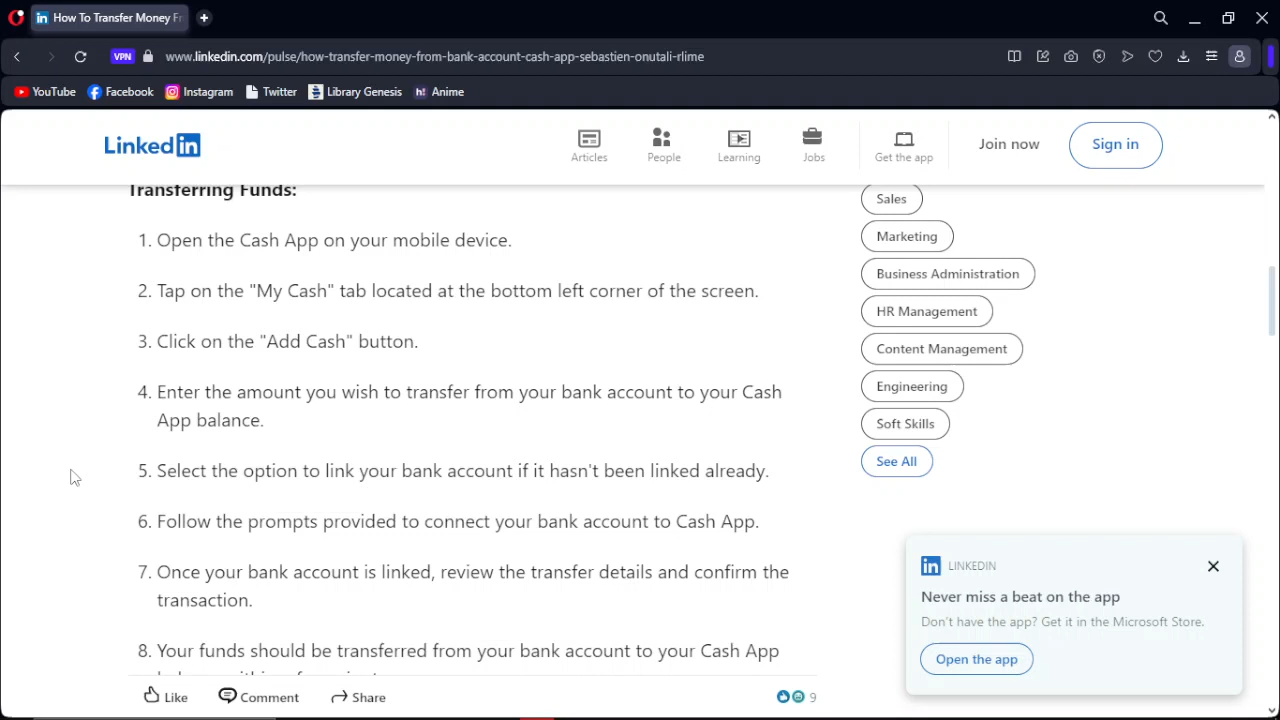 How To Transfer Money Fr
VPN www.linkedin.com/pulse/how-transfer-money-from-bank-account-cash-app-sebastien-onutali-rlime
YouTube Facebook Instagram Twitter Library Genesis h! Anime
Linked in Articles People Learning Jobs Get the app Join now Sign in
Transferring Funds:
1. Open the Cash App on your mobile device.
2. Tap on the "My Cash" tab located at the bottom left corner of the screen.
3. Click on the "Add Cash" button.
4. Enter the amount you wish to transfer from your bank account to your Cash
App balance.
5. Select the option to link your bank account if it hasn't been linked already.
6. Follow the prompts provided to connect your bank account to Cash App.
7. Once your bank account is linked, review the transfer details and confirm the
transaction.
8. Your funds should be transferred from your bank account to your Cash App
Like Comment Share 9
Sales
Marketing
Business Administration
HR Management
Content Management
Engineering
Soft Skills
See All
in LINKEDIN
Never miss a beat on the app
Don't have the app? Get it in the Microsoft Store.
Open the app